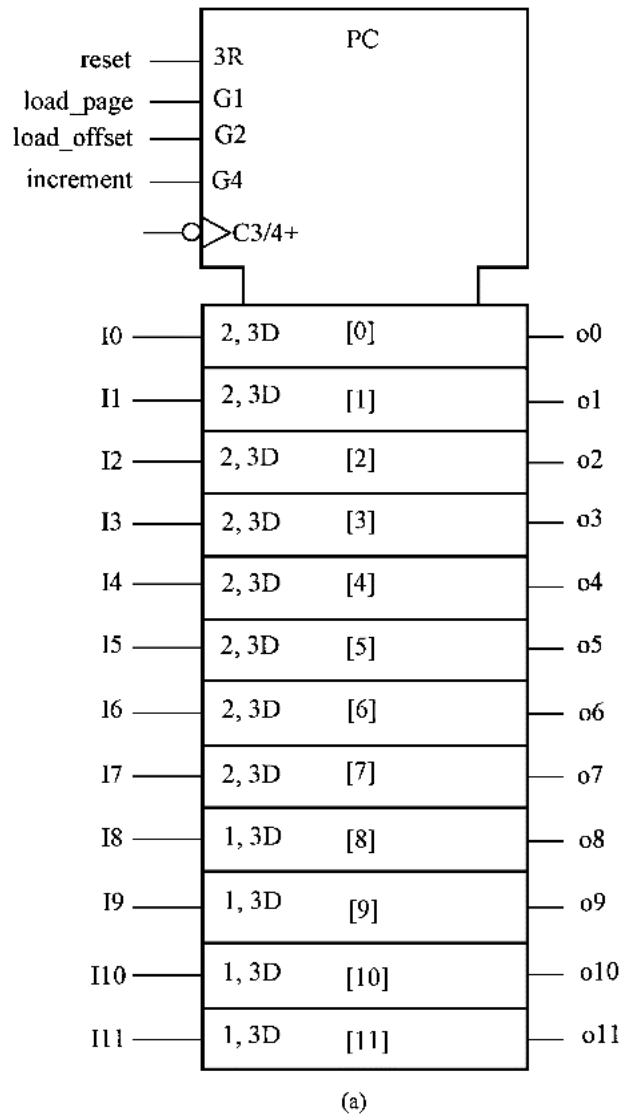 PC
reset 3R
load_page G1
load_offset G2
increment G4
C3/4+
I0 2, 3D [0] o0
I1 2, 3D [1] o1
I2 2, 3D [2] o2
I3 2, 3D [3] o3
I4 2, 3D [4] o4
I5 2, 3D [5] o5
I6 2, 3D [6] o6
I7 2, 3D [7] o7
I8 1, 3D [8] o8
I9 1, 3D [9] o9
I10 1, 3D [10] o10
I11 1, 3D [11] o11
(a)